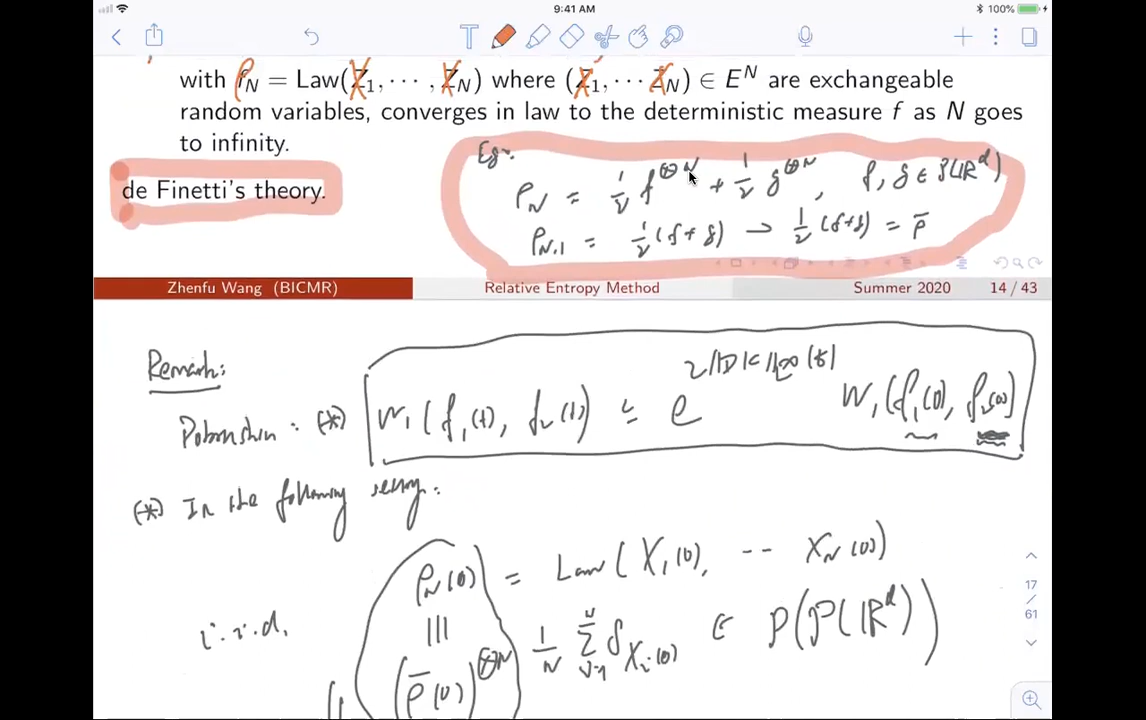 9:41 AM
100%
with ρ_N = Law(X_1, ⋯ , X_N) where (X_1, ⋯ X_N) ∈ E^N are exchangeable
random variables, converges in law to the deterministic measure f as N goes
to infinity.
de Finetti's theory.
Eg.
ρ_N = 1/2 f^{⊗N} + 1/2 g^{⊗N}, f, g ∈ P(ℝ^d)
ρ_{N,1} = 1/2 (f+g) → 1/2 (f+g) = ρ̄
Zhenfu Wang (BICMR) Relative Entropy Method Summer 2020 14 / 43
Remark:
Dobrushin: (*) W_1(f_1(t), f_2(t)) ≤ e^{2||DK||_{L^∞}(t)} W_1(f_1(0), f_2(0))
(*) In the following setting:
ρ_N(0) = Law(X_1(0), -- X_N(0))
i.i.d. ||| 1/N Σ_{i=1}^N δ_{X_i(0)} ∈ P(P(ℝ^d))
(ρ̄(0))^{⊗N}
17
/
61